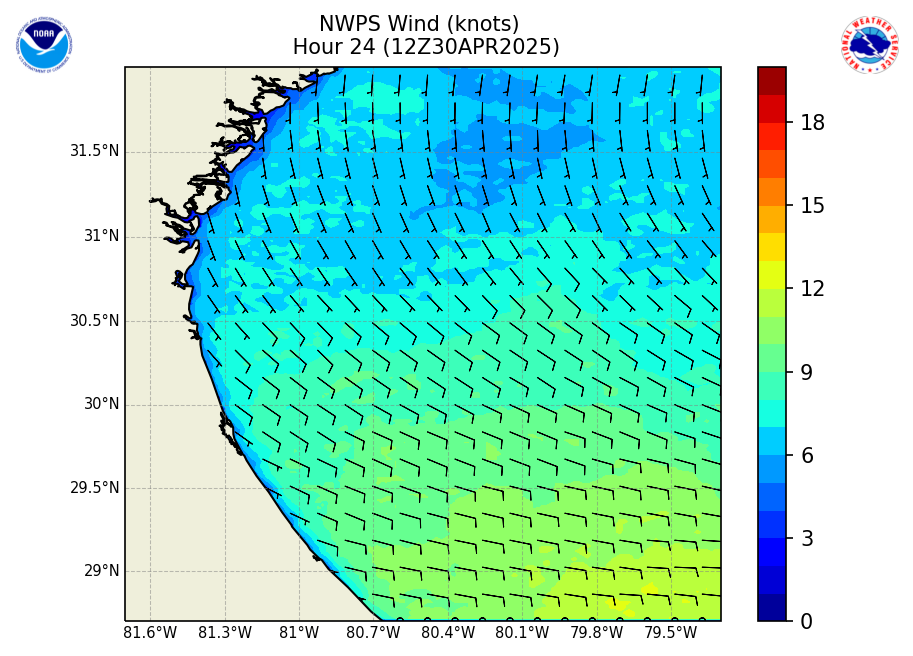 NWPS Wind (knots)
Hour 24 (12Z30APR2025)
NOAA
NATIONAL WEATHER SERVICE
31.5°N
31°N
30.5°N
30°N
29.5°N
29°N
81.6°W 81.3°W 81°W 80.7°W 80.4°W 80.1°W 79.8°W 79.5°W
18
15
12
9
6
3
0